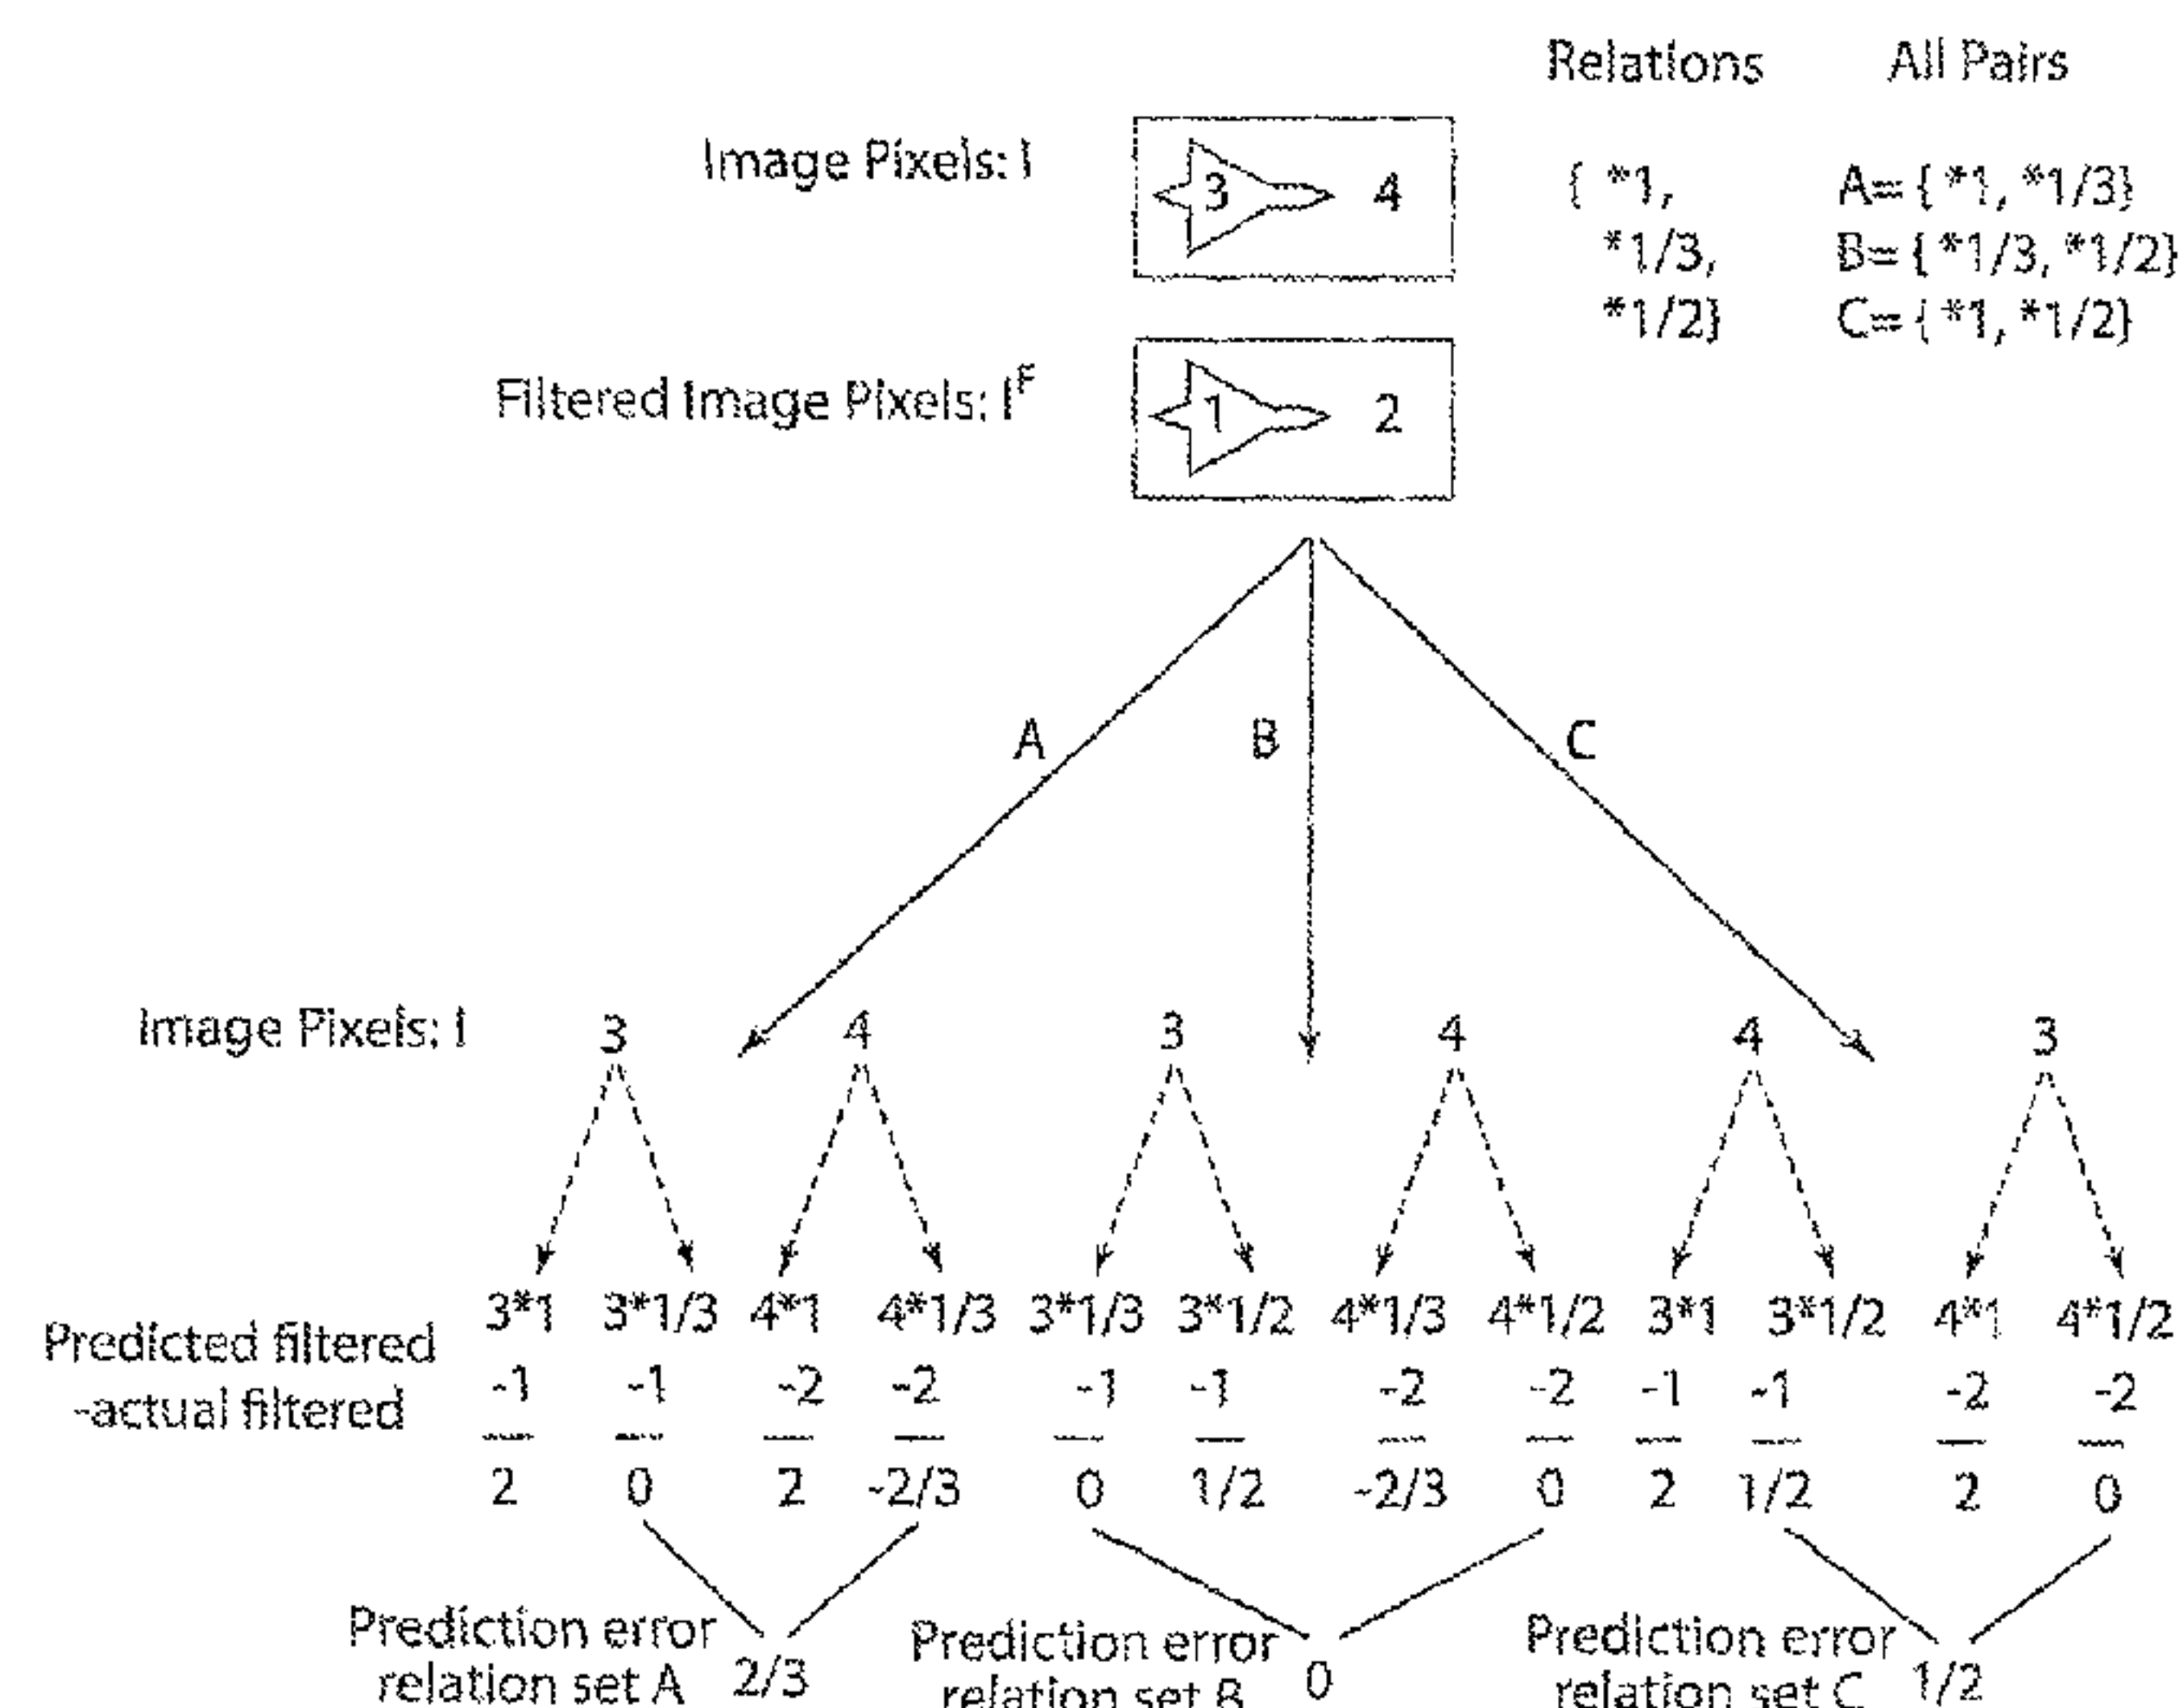 Relations All Pairs
Image Pixels: I 3 4 { *1, A= { *1, *1/3}
*1/3, B= { *1/3, *1/2}
*1/2} C= { *1, *1/2}
Filtered Image Pixels: I^F 1 2
A B C
Image Pixels: I 3 4 3 4 4 3
3*1 3*1/3 4*1 4*1/3 3*1/3 3*1/2 4*1/3 4*1/2 3*1 3*1/2 4*1 4*1/2
Predicted filtered
-1 -1 -2 -2 -1 -1 -2 -2 -1 -1 -2 -2
-actual filtered
2 0 2 -2/3 0 1/2 -2/3 0 2 1/2 2 0
Prediction error
relation set A 2/3
Prediction error
relation set B 0
Prediction error
relation set C 1/2